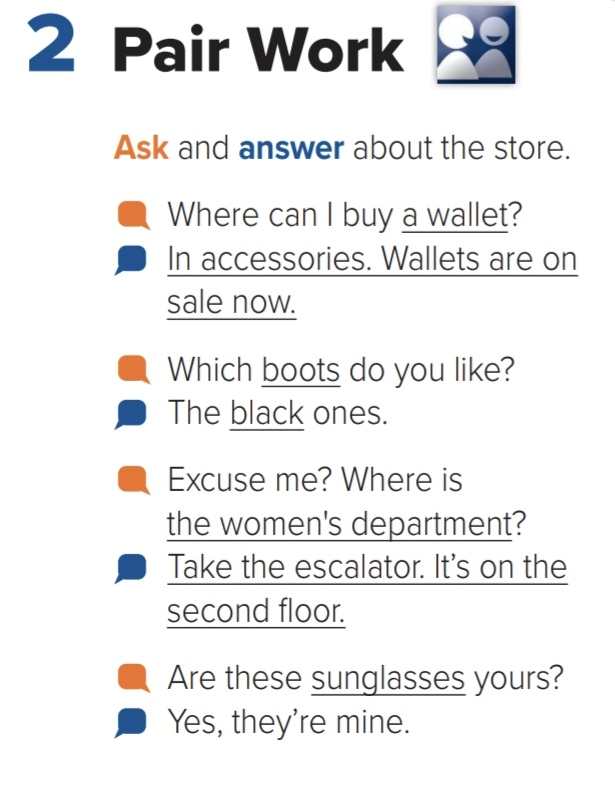 2 Pair Work
Ask and answer about the store.
Where can I buy a wallet?
In accessories. Wallets are on
sale now.
Which boots do you like?
The black ones.
Excuse me? Where is
the women's department?
Take the escalator. It’s on the
second floor.
Are these sunglasses yours?
Yes, they’re mine.